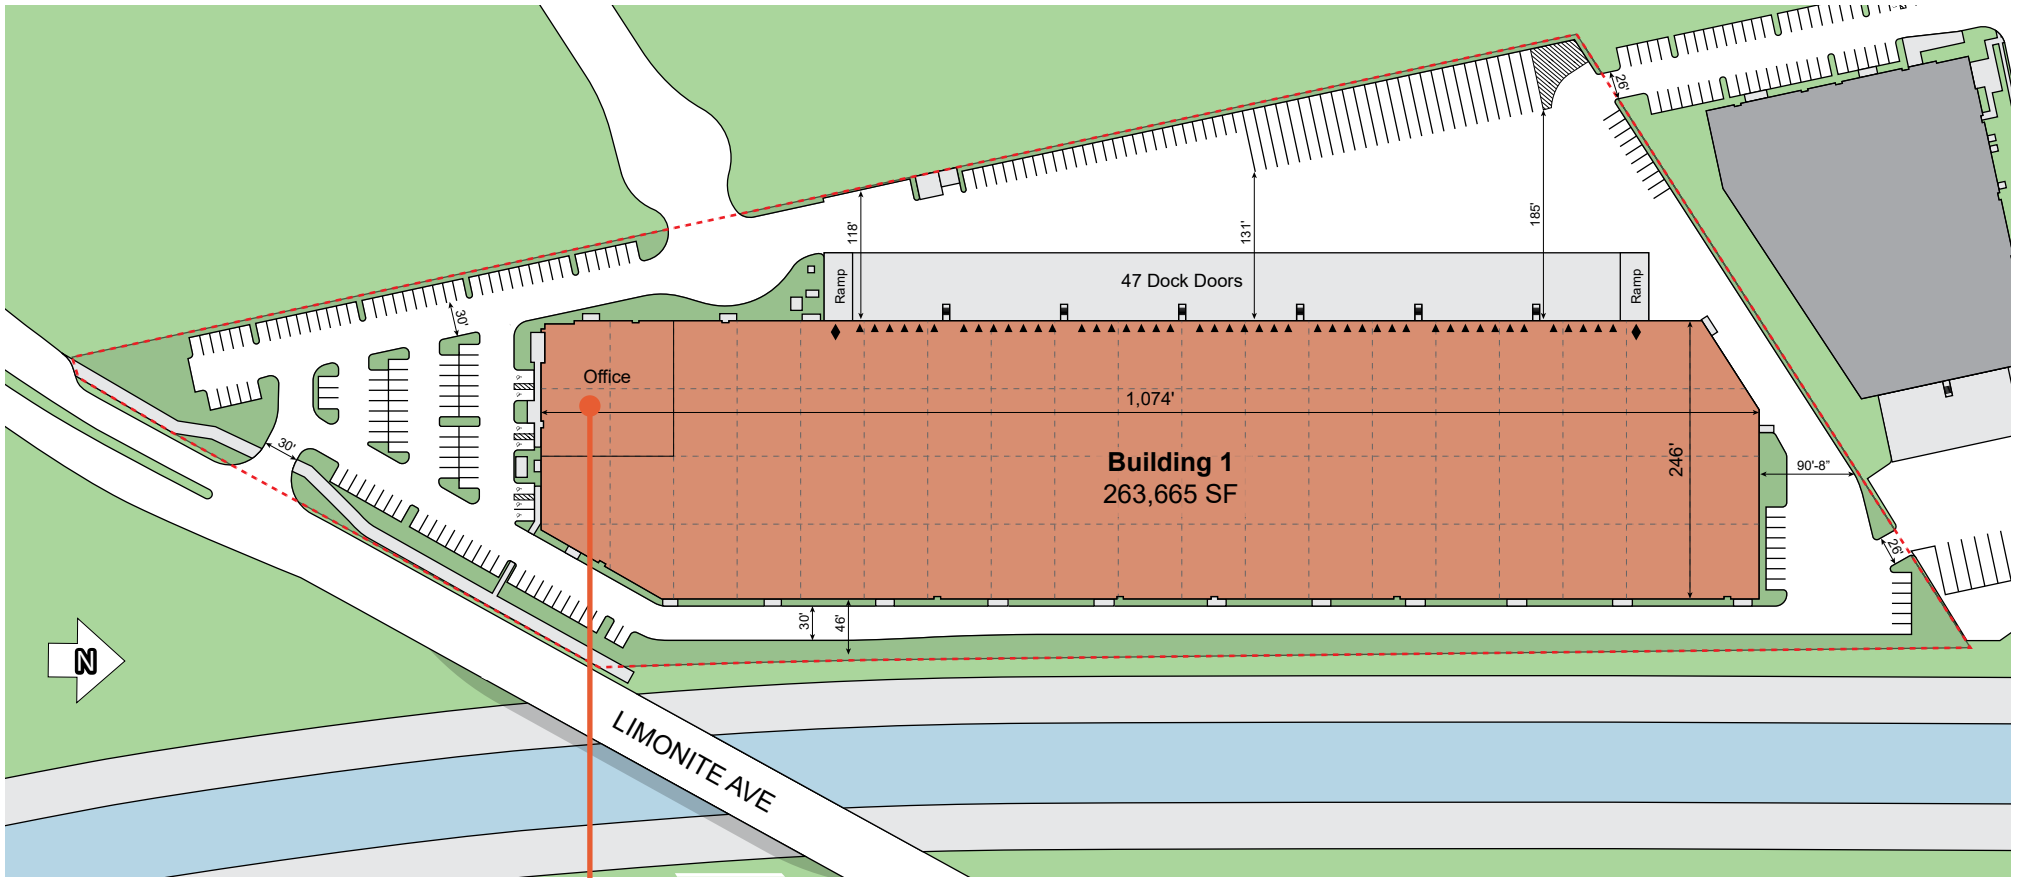 26'
118'
131'
185'
30'
Ramp
47 Dock Doors
Ramp
Office
1,074'
30'
Building 1
263,665 SF
246'
90'-8"
26'
30'
46'
N
LIMONITE AVE